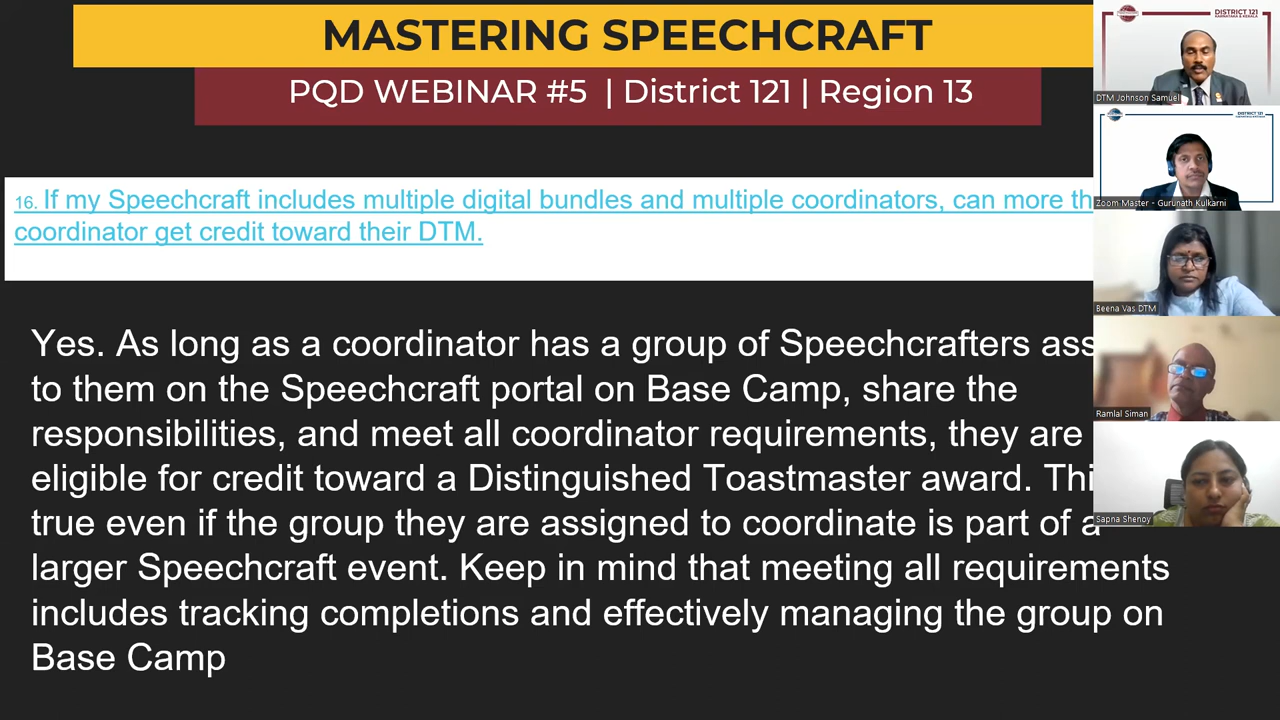 MASTERING SPEECHCRAFT
PQD WEBINAR #5 | District 121 | Region 13
16. If my Speechcraft includes multiple digital bundles and multiple coordinators, can more th
coordinator get credit toward their DTM.
Yes. As long as a coordinator has a group of Speechcrafters ass
to them on the Speechcraft portal on Base Camp, share the
responsibilities, and meet all coordinator requirements, they are
eligible for credit toward a Distinguished Toastmaster award. Thi
true even if the group they are assigned to coordinate is part of a
larger Speechcraft event. Keep in mind that meeting all requirements
includes tracking completions and effectively managing the group on
Base Camp
DISTRICT 121
KARNATAKA & KERALA
DTM Johnson Samuel
DISTRICT 121
Zoom Master - Gurunath Kulkarni
Beena Vas DTM
Ramlal Siman
Sapna Shenoy